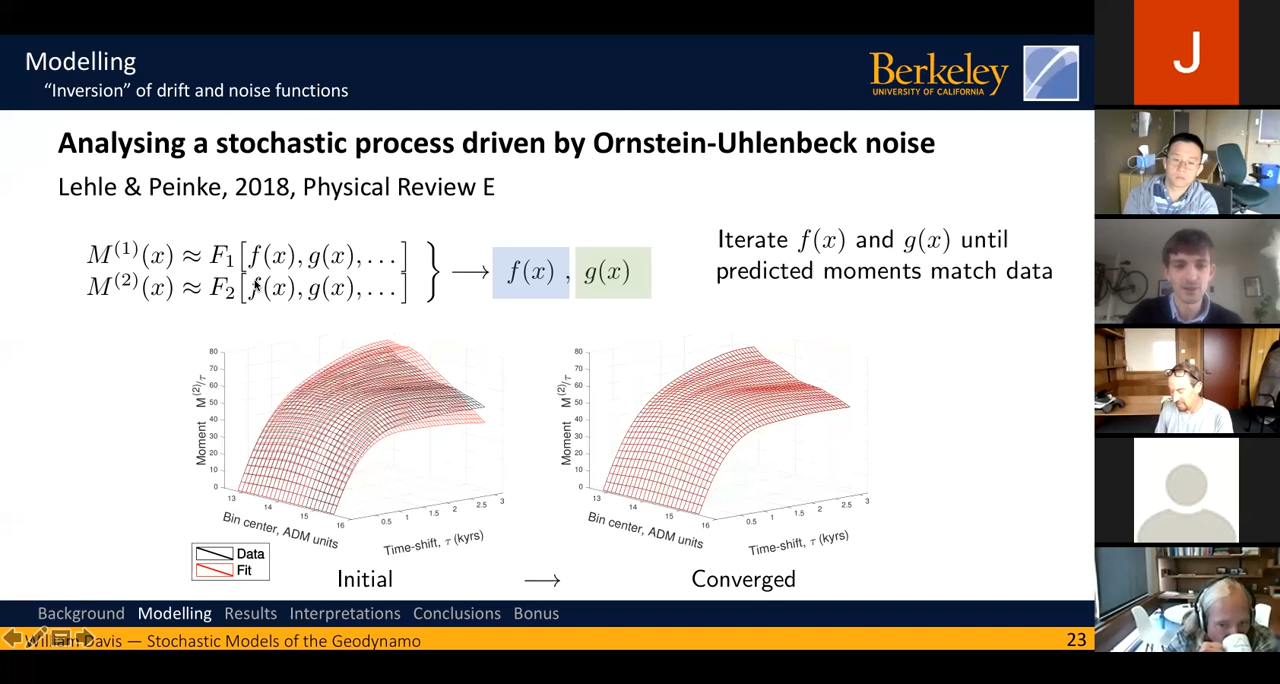 Modelling
“Inversion” of drift and noise functions
Berkeley
UNIVERSITY OF CALIFORNIA
Analysing a stochastic process driven by Ornstein-Uhlenbeck noise
Lehle & Peinke, 2018, Physical Review E
M^(1)(x) ≈ F₁[f(x), g(x), . . .]
M^(2)(x) ≈ F₂[f(x), g(x), . . .]
} ⟶ f(x) , g(x)
Iterate f(x) and g(x) until
predicted moments match data
80
70
60
50
40
30
20
10
0
Moment M^(2)/τ
13
14
15
16
Bin center, ADM units
0.5
1
1.5
2
2.5
3
Time-shift, τ (kyrs)
Data
Fit
80
70
60
50
40
30
20
10
0
Moment M^(2)/τ
13
14
15
16
Bin center, ADM units
0.5
1
1.5
2
2.5
3
Time-shift, τ (kyrs)
Initial ⟶ Converged
Background Modelling Results Interpretations Conclusions Bonus
William Davis — Stochastic Models of the Geodynamo 23
J